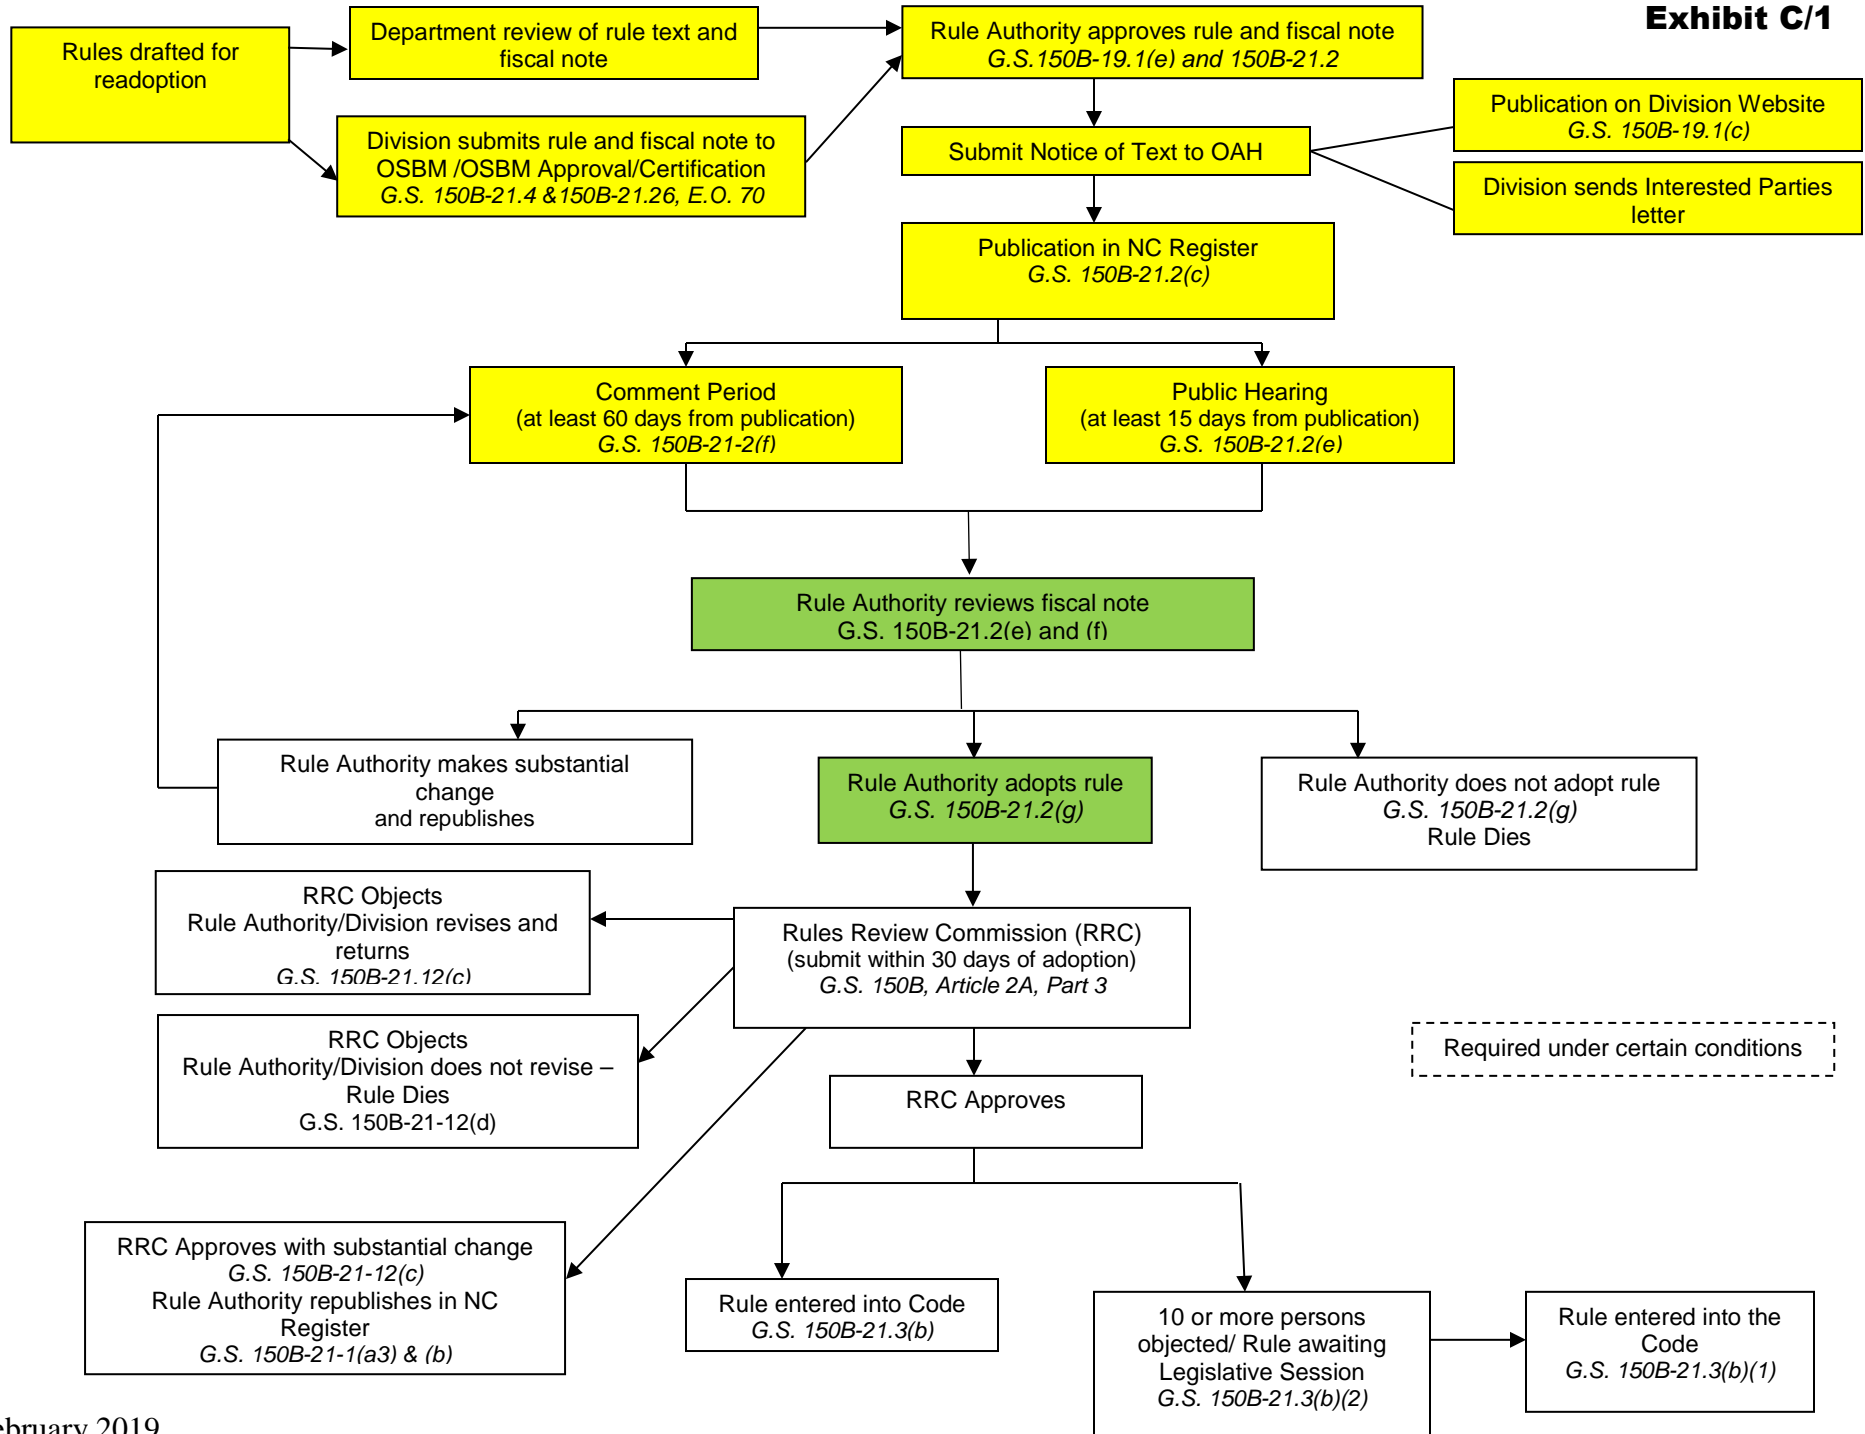 Exhibit C/1
Rules drafted for
readoption
Department review of rule text and
fiscal note
Rule Authority approves rule and fiscal note
G.S.150B-19.1(e) and 150B-21.2
Division submits rule and fiscal note to
OSBM /OSBM Approval/Certification
G.S. 150B-21.4 &150B-21.26, E.O. 70
Submit Notice of Text to OAH
Publication on Division Website
G.S. 150B-19.1(c)
Division sends Interested Parties
letter
Publication in NC Register
G.S. 150B-21.2(c)
Comment Period
(at least 60 days from publication)
G.S. 150B-21-2(f)
Public Hearing
(at least 15 days from publication)
G.S. 150B-21.2(e)
Rule Authority reviews fiscal note
G.S. 150B-21.2(e) and (f)
Rule Authority makes substantial
change
and republishes
Rule Authority adopts rule
G.S. 150B-21.2(g)
Rule Authority does not adopt rule
G.S. 150B-21.2(g)
Rule Dies
RRC Objects
Rule Authority/Division revises and
returns
G.S. 150B-21.12(c)
Rules Review Commission (RRC)
(submit within 30 days of adoption)
G.S. 150B, Article 2A, Part 3
RRC Objects
Rule Authority/Division does not revise –
Rule Dies
G.S. 150B-21-12(d)
Required under certain conditions
RRC Approves
RRC Approves with substantial change
G.S. 150B-21-12(c)
Rule Authority republishes in NC
Register
G.S. 150B-21-1(a3) & (b)
Rule entered into Code
G.S. 150B-21.3(b)
10 or more persons
objected/ Rule awaiting
Legislative Session
G.S. 150B-21.3(b)(2)
Rule entered into the
Code
G.S. 150B-21.3(b)(1)
ebruary 2019